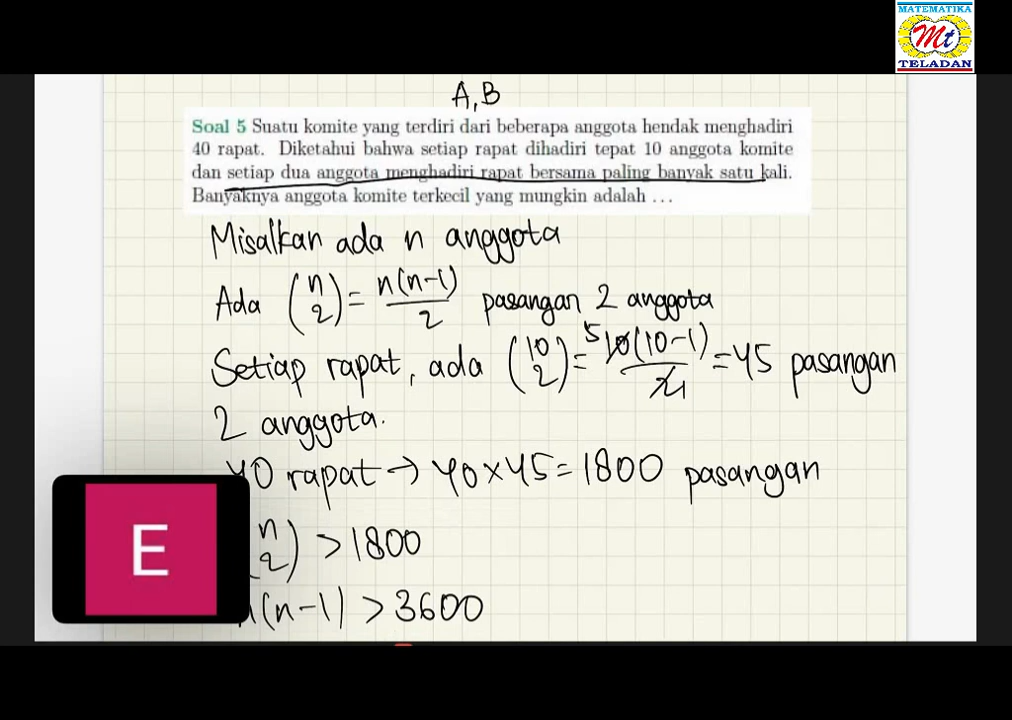 MATEMATIKA
Mt
TELADAN
A, B
Soal 5 Suatu komite yang terdiri dari beberapa anggota hendak menghadiri
40 rapat. Diketahui bahwa setiap rapat dihadiri tepat 10 anggota komite
dan setiap dua anggota menghadiri rapat bersama paling banyak satu kali.
Banyaknya anggota komite terkecil yang mungkin adalah ...
Misalkan ada n anggota
Ada (n 2) = n(n-1)/2 pasangan 2 anggota
Setiap rapat, ada (10 2) = 5 10(10-1)/2 1 = 45 pasangan
2 anggota.
40 rapat → 40×45 = 1800 pasangan
(n 2) > 1800
E
n(n-1) > 3600